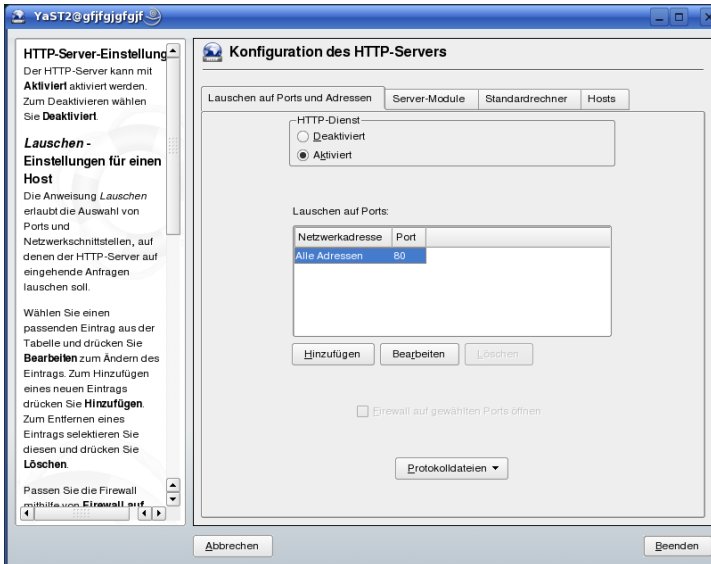 YaST2@gfjfgjgfgjf
HTTP-Server-Einstellung
Der HTTP-Server kann mit
Aktiviert aktiviert werden.
Zum Deaktivieren wählen
Sie Deaktiviert.
Lauschen -
Einstellungen für einen
Host
Die Anweisung Lauschen
erlaubt die Auswahl von
Ports und
Netzwerkschnittstellen, auf
denen der HTTP-Server auf
eingehende Anfragen
lauschen soll.
Wählen Sie einen
passenden Eintrag aus der
Tabelle und drücken Sie
Bearbeiten zum Ändern des
Eintrags. Zum Hinzufügen
eines neuen Eintrags
drücken Sie Hinzufügen.
Zum Entfernen eines
Eintrags selektieren Sie
diesen und drücken Sie
Löschen.
Passen Sie die Firewall
mithilfe von Firewall auf
Konfiguration des HTTP-Servers
Lauschen auf Ports und Adressen Server-Module Standardrechner Hosts
HTTP-Dienst
Deaktiviert
Aktiviert
Lauschen auf Ports:
Netzwerkadresse Port
Alle Adressen 80
Hinzufügen Bearbeiten Löschen
Firewall auf gewählten Ports öffnen
Protokolldateien
Abbrechen Beenden